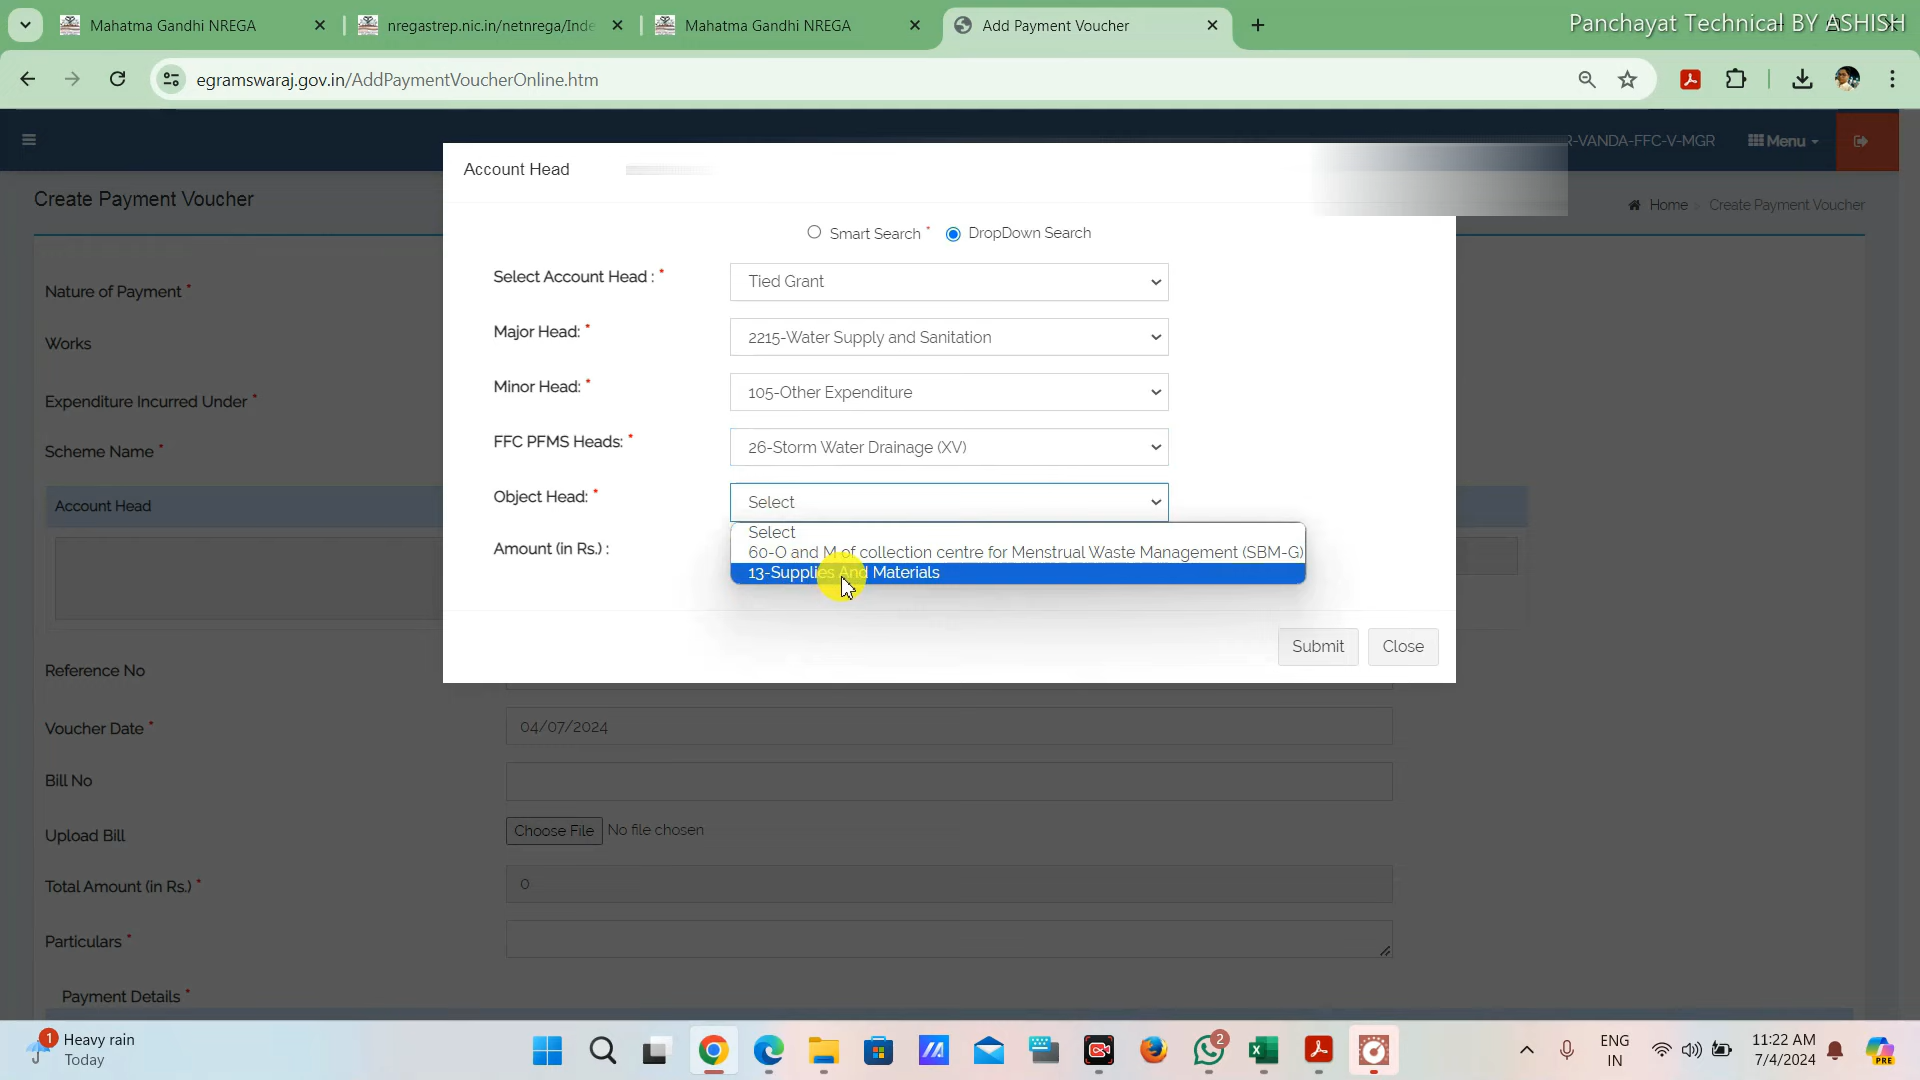 Mahatma Gandhi NREGA
nregastrep.nic.in/netnrega/Inde
Mahatma Gandhi NREGA
Add Payment Voucher
Panchayat Technical BY ASHISH
egramswaraj.gov.in/AddPaymentVoucherOnline.htm
R-VANDA-FFC-V-MGR
Menu
Account Head
Create Payment Voucher
Home
Create Payment Voucher
Smart Search *
DropDown Search
Select Account Head : *
Tied Grant
Nature of Payment *
Major Head: *
2215-Water Supply and Sanitation
Works
Minor Head: *
105-Other Expenditure
Expenditure Incurred Under *
FFC PFMS Heads: *
26-Storm Water Drainage (XV)
Scheme Name *
Object Head: *
Select
Account Head
Select
Amount (in Rs.) :
60-O and M of collection centre for Menstrual Waste Management (SBM-G)
13-Supplies And Materials
Submit
Close
Reference No
Voucher Date *
04/07/2024
Bill No
Upload Bill
Choose File No file chosen
Total Amount (in Rs.) *
0
Particulars *
Payment Details *
1
Heavy rain
Today
2
ENG
IN
11:22 AM
7/4/2024
PRE